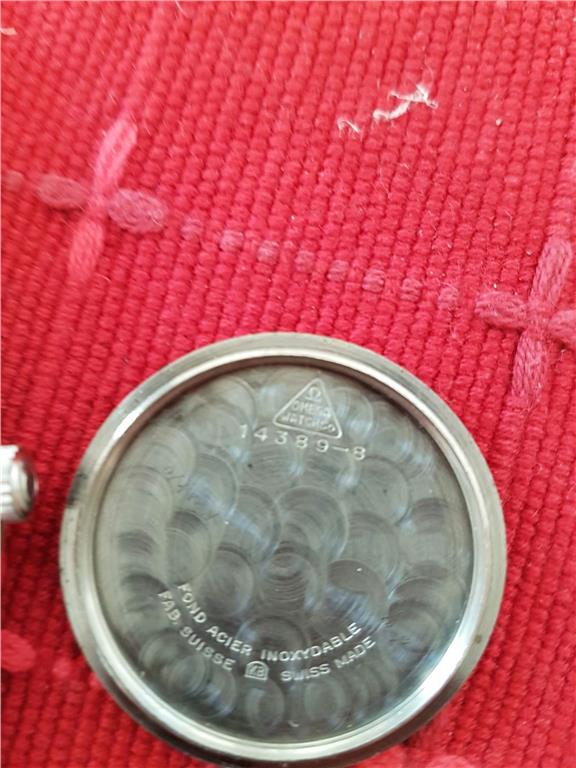 Ω
OMEGA
WATCH CO
14389-8
FOND ACIER INOXYDABLE
FAB. SUISSE SWISS MADE